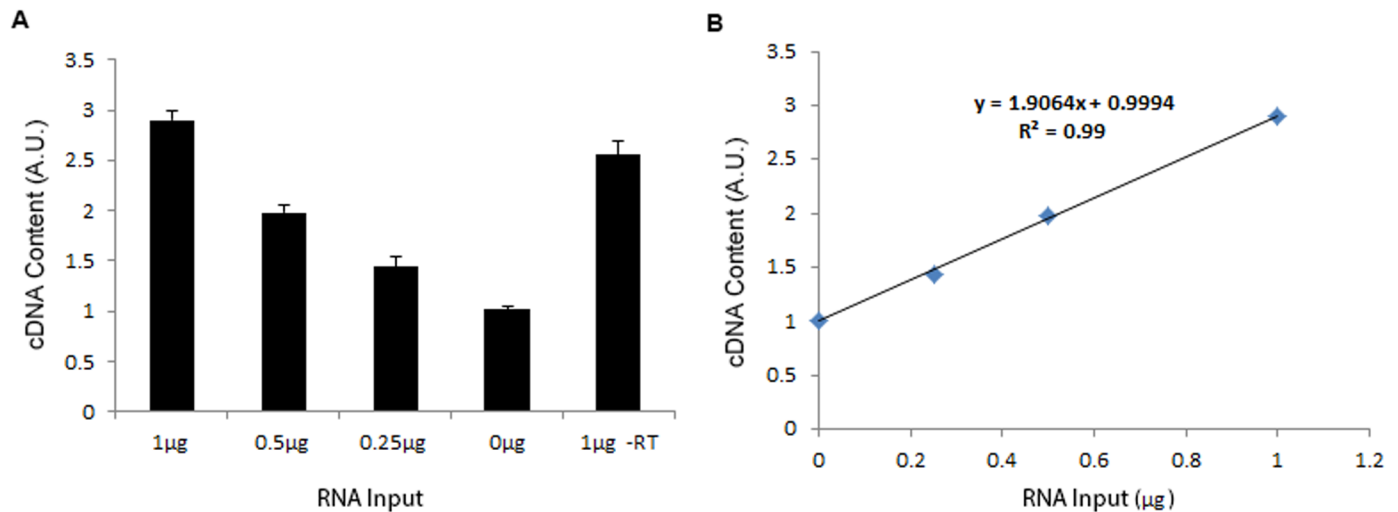 A
3.5
3
2.5
2
1.5
1
0.5
0
cDNA Content (A.U.)
1µg
0.5µg
0.25µg
0µg
1µg -RT
RNA Input
B
3.5
3
2.5
2
1.5
1
0.5
0
cDNA Content (A.U.)
y = 1.9064x + 0.9994
R² = 0.99
0
0.2
0.4
0.6
0.8
1
1.2
RNA Input (µg)